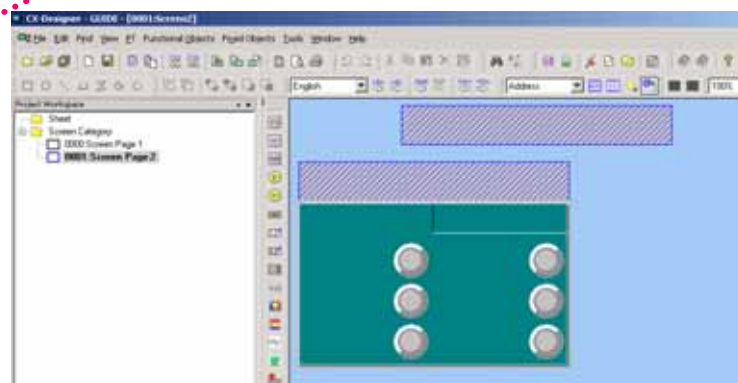 CX-Designer - GUIDE - [0001:Screen2]
File Edit Find View PT Functional Objects Fixed Objects Tools Window Help
English
Address
100%
Project Workspace
Sheet
Screen Category
0000:Screen Page 1
0001:Screen Page 2